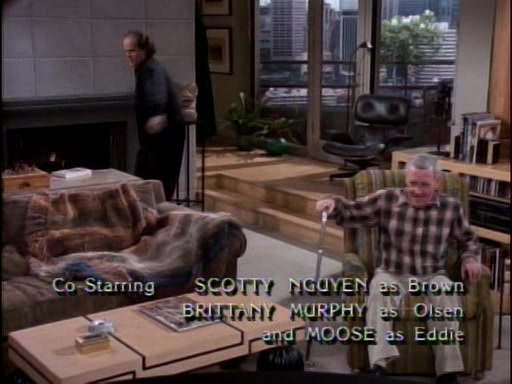 Co-Starring SCOTTY NGUYEN as Brown
BRITTANY MURPHY as Olsen
and MOOSE as Eddie